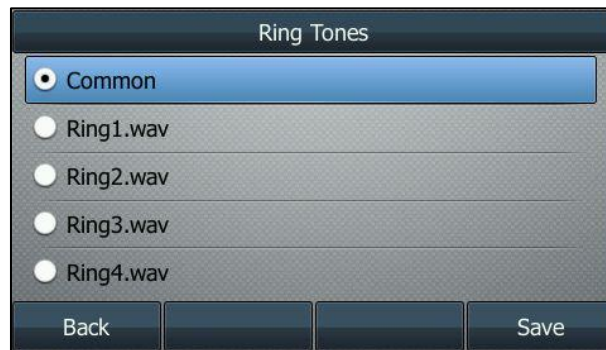 Ring Tones
Common
Ring1.wav
Ring2.wav
Ring3.wav
Ring4.wav
Back
Save